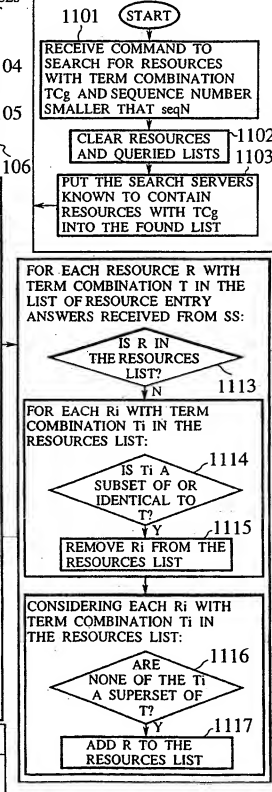 1101
START
RECEIVE COMMAND TO
SEARCH FOR RESOURCES
WITH TERM COMBINATION
TCg AND SEQUENCE NUMBER
SMALLER THAT seqN
04
05
106
CLEAR RESOURCES
AND QUERIED LISTS
1102
1103
PUT THE SEARCH SERVERS
KNOWN TO CONTAIN
RESOURCES WITH TCg
INTO THE FOUND LIST
FOR EACH RESOURCE R WITH
TERM COMBINATION T IN THE
LIST OF RESOURCE ENTRY
ANSWERS RECEIVED FROM SS:
IS R IN
THE RESOURCES
LIST?
1113
N
FOR EACH Ri WITH TERM
COMBINATION Ti IN THE
RESOURCES LIST:
1114
IS Ti A
SUBSET OF OR
IDENTICAL TO
T?
Y
1115
REMOVE Ri FROM THE
RESOURCES LIST
CONSIDERING EACH Ri WITH
TERM COMBINATION Ti IN
THE RESOURCES LIST:
ARE
NONE OF THE Ti
A SUPERSET OF
T?
1116
Y
1117
ADD R TO THE
RESOURCES LIST